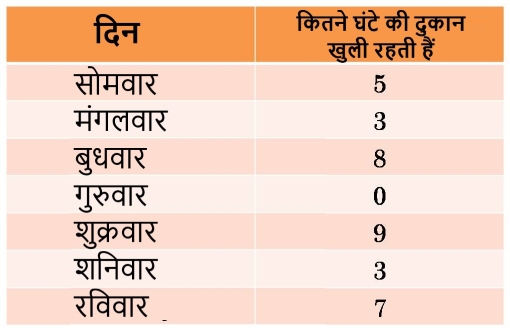 दिन कितने घंटे की दुकान
खुली रहती हैं
सोमवार 5
मंगलवार 3
बुधवार 8
गुरुवार 0
शुक्रवार 9
शनिवार 3
रविवार 7